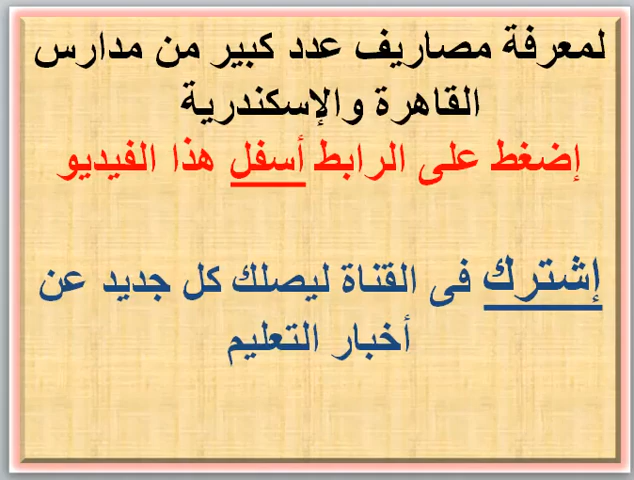 لمعرفة مصاريف عدد كبير من مدارس
القاهرة والإسكندرية
إضغط على الرابط أسفل هذا الفيديو
إشترك فى القناة ليصلك كل جديد عن
أخبار التعليم